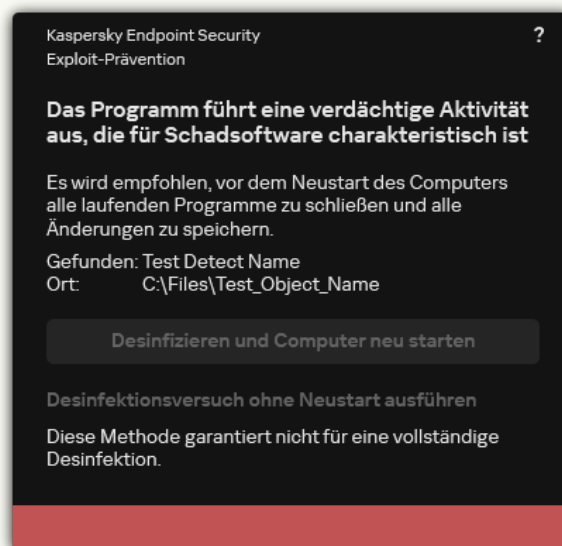 Kaspersky Endpoint Security
?
Exploit-Prävention
Das Programm führt eine verdächtige Aktivität
aus, die für Schadsoftware charakteristisch ist
Es wird empfohlen, vor dem Neustart des Computers
alle laufenden Programme zu schließen und alle
Änderungen zu speichern.
Gefunden: Test Detect Name
Ort: C:\Files\Test_Object_Name
Desinfizieren und Computer neu starten
Desinfektionsversuch ohne Neustart ausführen
Diese Methode garantiert nicht für eine vollständige
Desinfektion.